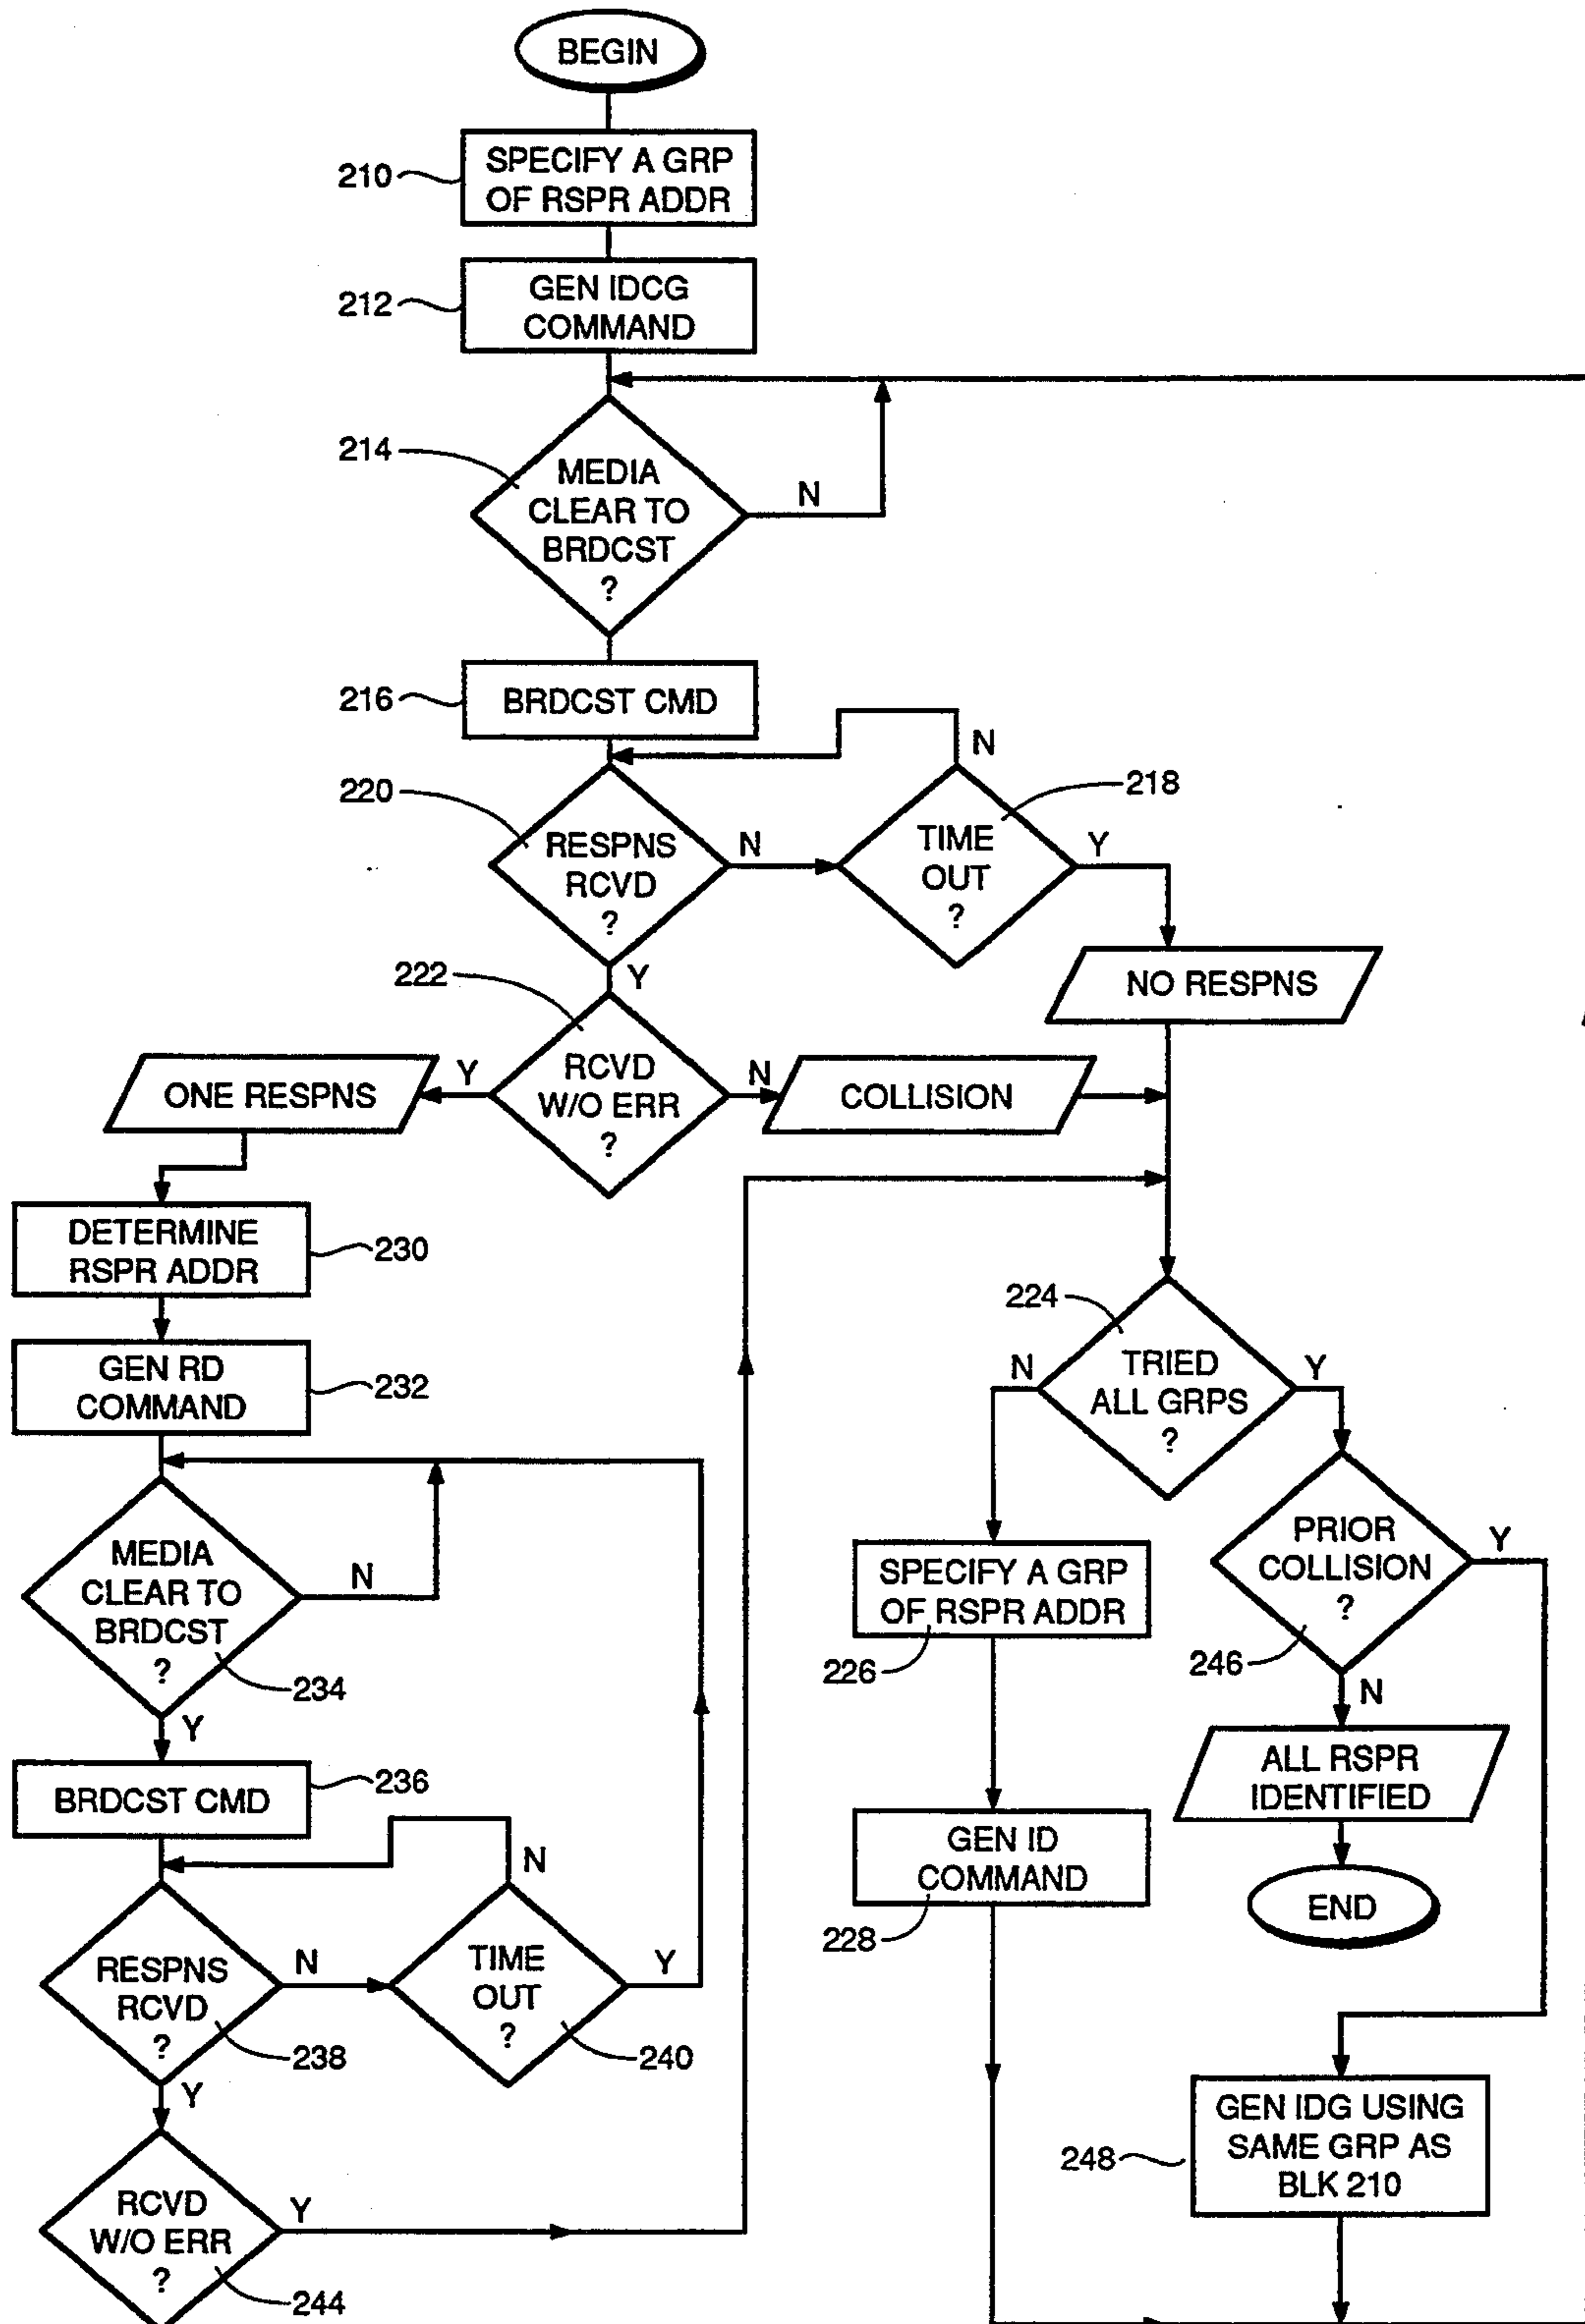 BEGIN
210
SPECIFY A GRP
OF RSPR ADDR
212
GEN IDCG
COMMAND
214
MEDIA
CLEAR TO
BRDCST
?
N
216
BRDCST CMD
N
220
RESPNS
RCVD
?
N
218
TIME
OUT
?
Y
Y
NO RESPNS
222
RCVD
W/O ERR
?
Y
N
ONE RESPNS
COLLISION
DETERMINE
RSPR ADDR
230
GEN RD
COMMAND
232
MEDIA
CLEAR TO
BRDCST
?
N
234
Y
BRDCST CMD
236
N
RESPNS
RCVD
?
N
238
TIME
OUT
?
Y
240
Y
RCVD
W/O ERR
?
Y
244
224
TRIED
ALL GRPS
?
N
Y
SPECIFY A GRP
OF RSPR ADDR
226
GEN ID
COMMAND
228
PRIOR
COLLISION
?
Y
246
N
ALL RSPR
IDENTIFIED
END
248
GEN IDG USING
SAME GRP AS
BLK 210